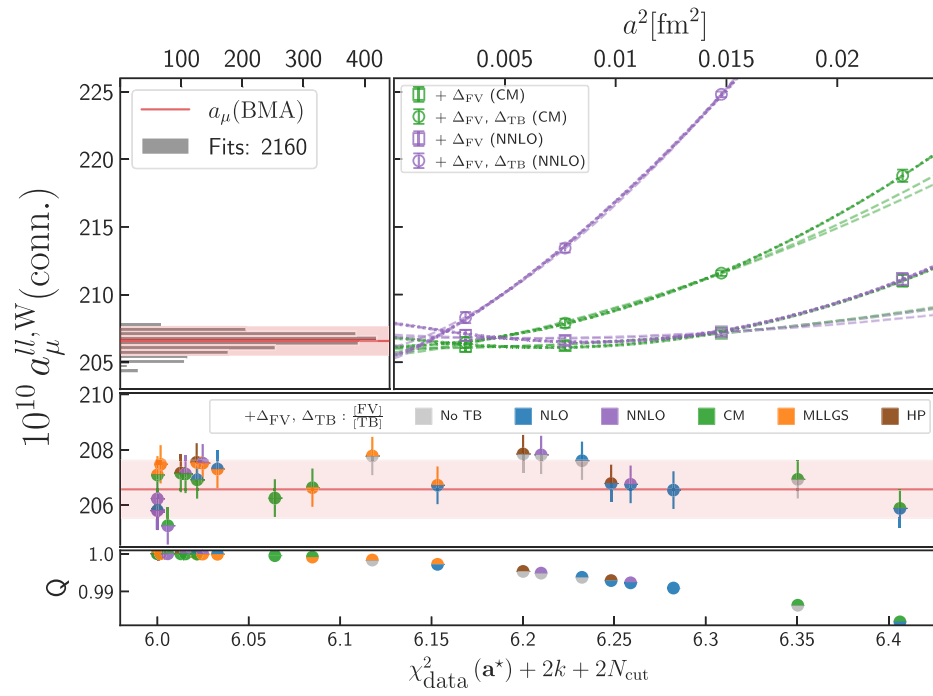 a²[fm²]
100 200 300 400
0.005 0.010 0.015 0.02
225
220
215
210
205
a_μ(BMA)
Fits: 2160
+ Δ_FV (CM)
+ Δ_FV, Δ_TB (CM)
+ Δ_FV (NNLO)
+ Δ_FV, Δ_TB (NNLO)
10¹⁰ a_μ^{ll,W}(conn.)
210
208
206
+Δ_FV, Δ_TB : [FV]/[TB] No TB NLO NNLO CM MLLGS HP
Q
1.0
0.99
6.0 6.05 6.1 6.15 6.2 6.25 6.3 6.35 6.4
χ²_data (a⋆) + 2k + 2N_cut